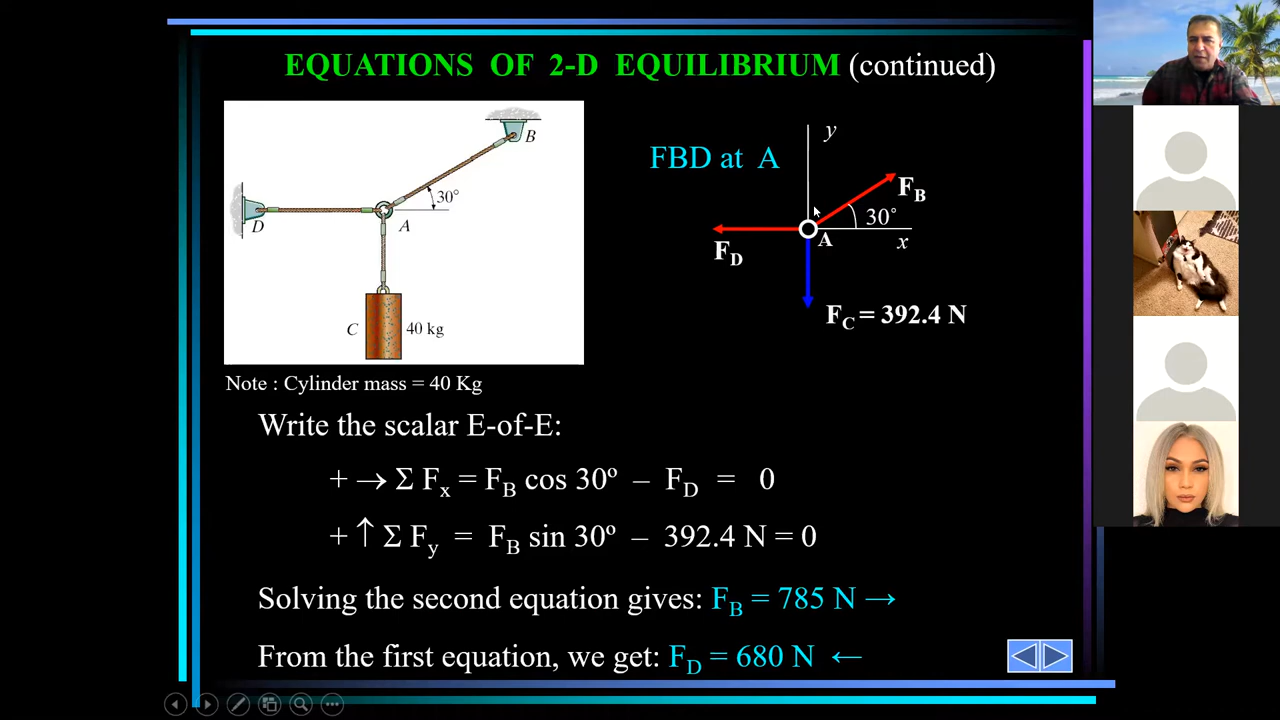 EQUATIONS OF 2-D EQUILIBRIUM (continued)
B
30°
D
A
C
40 kg
FBD at A
y
F_B
30°
A
x
F_D
F_C = 392.4 N
Note : Cylinder mass = 40 Kg
Write the scalar E-of-E:
+ → Σ F_x = F_B cos 30º – F_D = 0
+ ↑ Σ F_y = F_B sin 30º – 392.4 N = 0
Solving the second equation gives: F_B = 785 N →
From the first equation, we get: F_D = 680 N ←